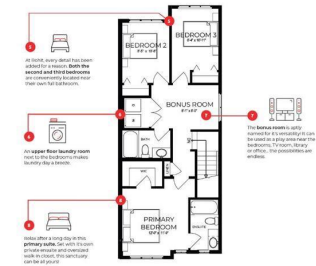 BEDROOM 2
BEDROOM 3
BONUS ROOM
BATH
WIC
PRIMARY
BEDROOM
ENSUITE
At Rohit, every detail has been
added for a reason. Both the
second and third bedrooms
are conveniently located near
their own full bathroom.
An upper floor laundry room
next to the bedrooms makes
laundry day a breeze.
Relax after a long day in this
primary suite. Set with its own
private ensuite and oversized
walk-in closet, this sanctuary
can be all yours!
The bonus room is aptly
named for it's versatility! It can
be used as a play area near the
bedrooms, TV room, library
or office... the possibilities are
endless.